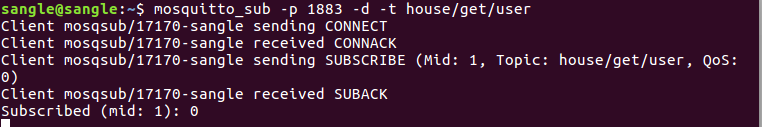 sangle@sangle:~$ mosquitto_sub -p 1883 -d -t house/get/user
Client mosqsub/17170-sangle sending CONNECT
Client mosqsub/17170-sangle received CONNACK
Client mosqsub/17170-sangle sending SUBSCRIBE (Mid: 1, Topic: house/get/user, QoS:
0)
Client mosqsub/17170-sangle received SUBACK
Subscribed (mid: 1): 0